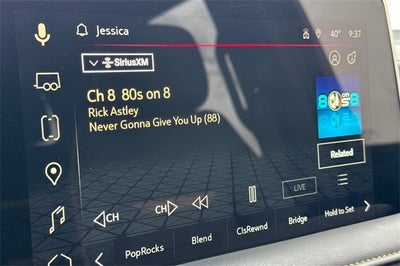 Jessica
40° 9:37
SiriusXM
Ch 8 80s on 8
Rick Astley
Never Gonna Give You Up (88)
Related
CH
CH
LIVE
PopRocks Blend ClsRewnd Bridge Hold to Set